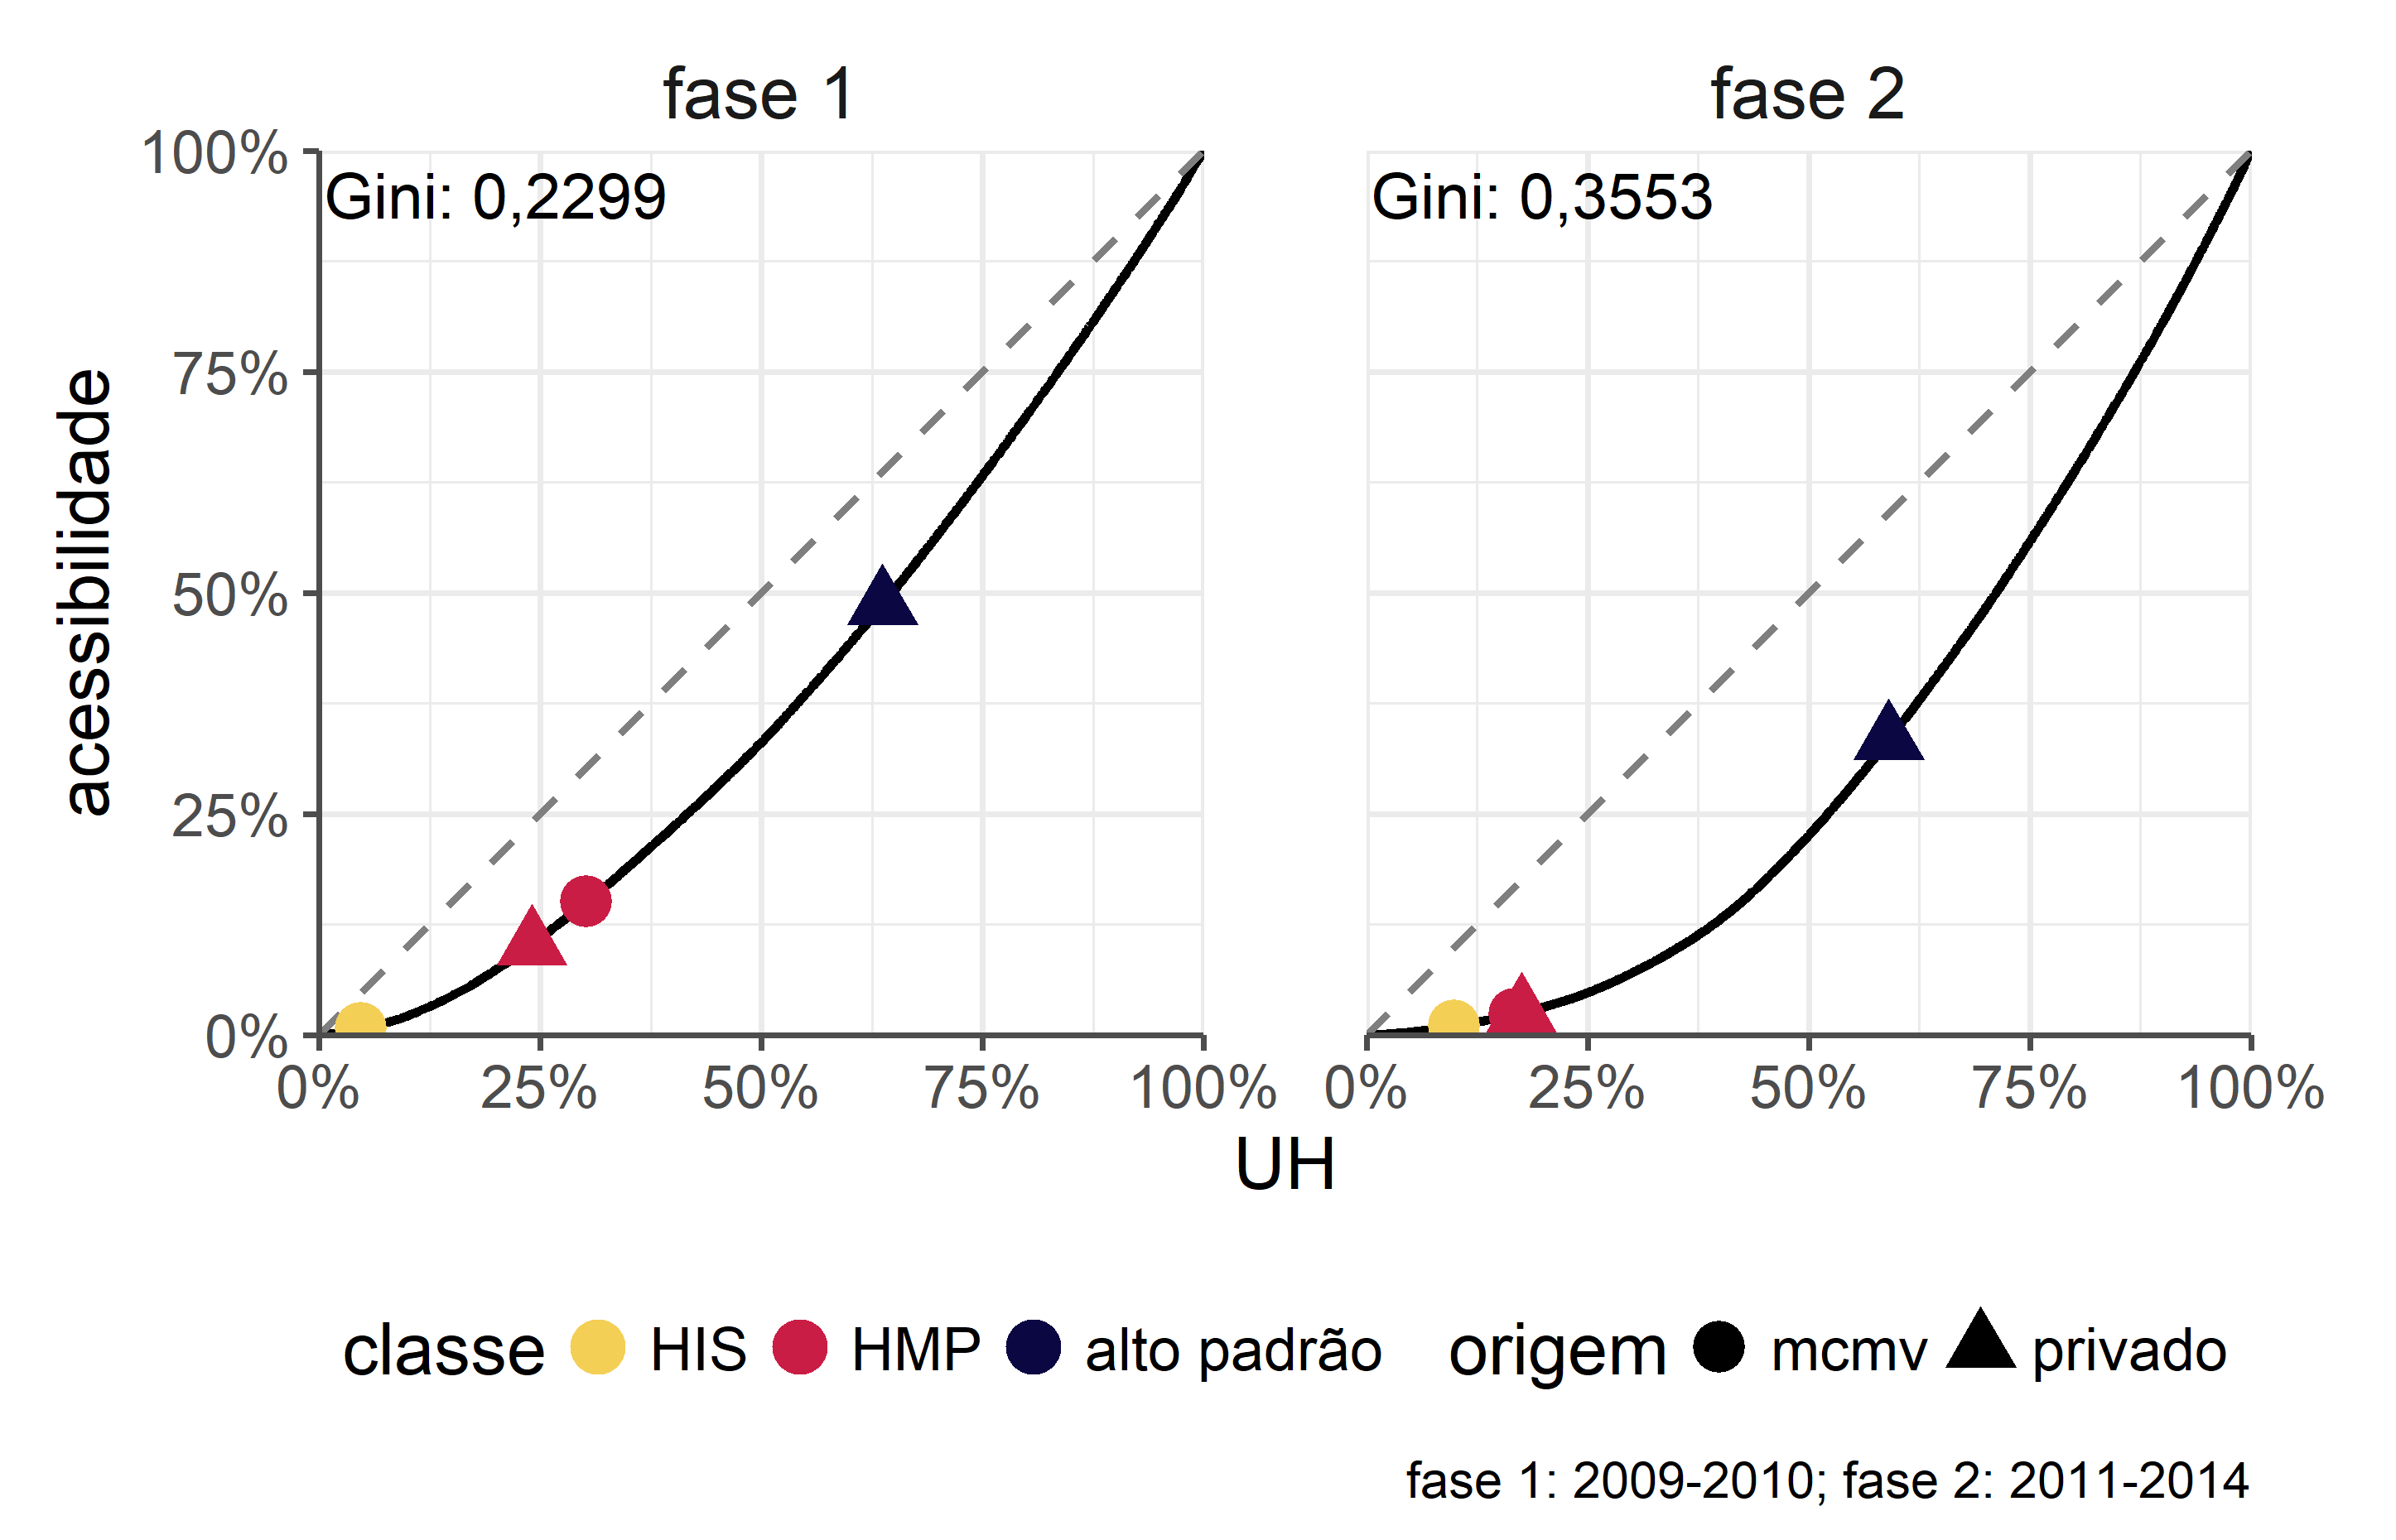 fase 1
fase 2
Gini: 0,2299
Gini: 0,3553
100%
75%
50%
25%
0%
acessibilidade
0% 25% 50% 75% 100%
0% 25% 50% 75% 100%
UH
classe HIS HMP alto padrão origem mcmv privado
fase 1: 2009-2010; fase 2: 2011-2014